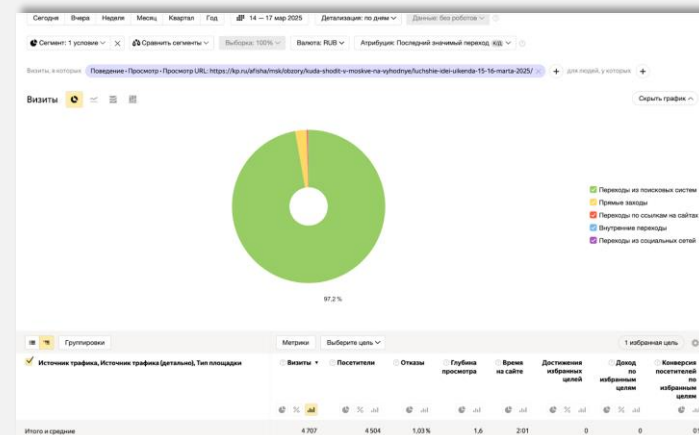 Сегодня Вчера Неделя Месяц Квартал Год 14 — 17 мар 2025 Детализация: по дням Данные: без роботов
Сегмент: 1 условие Сравнить сегменты Выборка: 100% Валюта: RUB Атрибуция: Последний значимый переход к/д
Визиты, в которых Поведение - Просмотр - Просмотр URL: https://kp.ru/afisha/msk/obzory/kuda-shodit-v-moskve-na-vyhodnye/luchshie-idei-uikenda-15-16-marta-2025/ для людей, у которых
Визиты Скрыть график
Переходы из поисковых систем
Прямые заходы
Переходы по ссылкам на сайтах
Внутренние переходы
Переходы из социальных сетей
97.2 %
Группировки Метрики Выберите цель 1 избранная цель
Источник трафика, Источник трафика (детально), Тип площадки Визиты Посетители Отказы Глубина просмотра Время на сайте Достижения избранных целей Доход по избранным целям Конверсия посетителей по избранным целям
Итого и средние 4 707 4 504 1,03 % 1,6 2:01 0 0